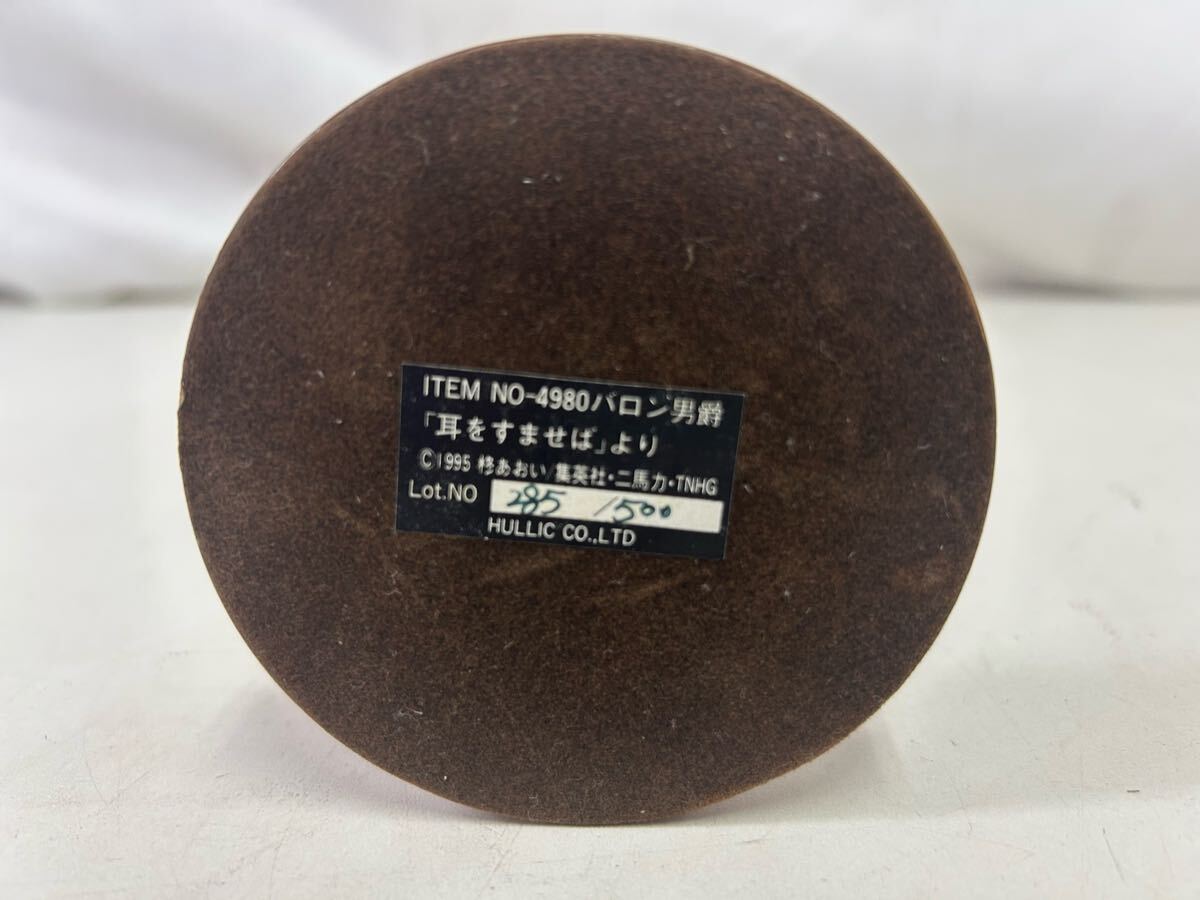 ITEM NO-4980バロン男爵
「耳をすませば」より
©1995 柊あおい/集英社・二馬力・TNHG
Lot.NO 285 /500
HULLIC CO.,LTD